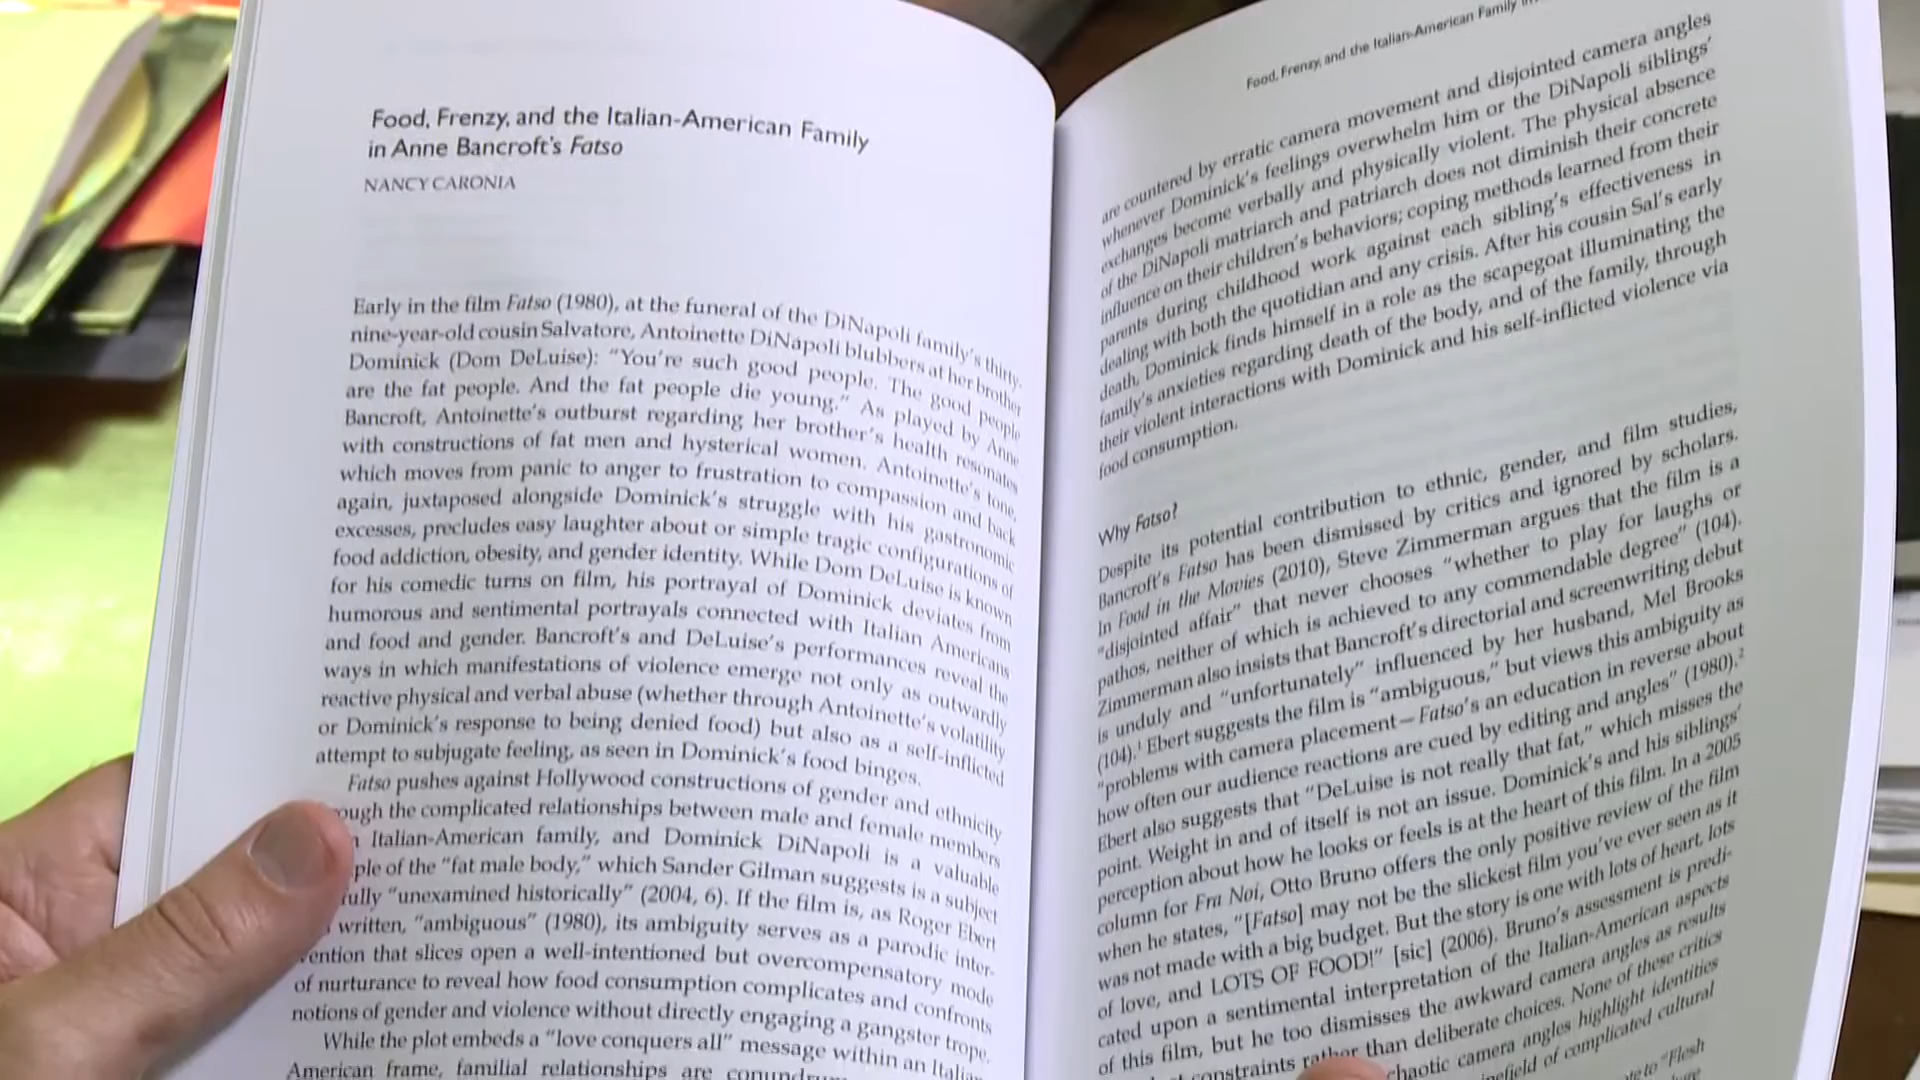 Food, Frenzy, and the Italian-American Family
in Anne Bancroft's Fatso
NANCY CARONIA
Early in the film Fatso (1980), at the funeral of the DiNapoli family's thirty-
nine-year-old cousin Salvatore, Antoinette DiNapoli blubbers at her brother
Dominick (Dom DeLuise): “You're such good people. The good people
are the fat people. And the fat people die young.” As played by Anne
Bancroft, Antoinette's outburst regarding her brother's health resonates
with constructions of fat men and hysterical women. Antoinette's tone,
which moves from panic to anger to frustration to compassion and back
again, juxtaposed alongside Dominick's struggle with his gastronomic
excesses, precludes easy laughter about or simple tragic configurations of
food addiction, obesity, and gender identity. While Dom DeLuise is known
for his comedic turns on film, his portrayal of Dominick deviates from
humorous and sentimental portrayals connected with Italian Americans
and food and gender. Bancroft's and DeLuise's performances reveal the
ways in which manifestations of violence emerge not only as outwardly
reactive physical and verbal abuse (whether through Antoinette's volatility
or Dominick's response to being denied food) but also as a self-inflicted
attempt to subjugate feeling, as seen in Dominick's food binges.
Fatso pushes against Hollywood constructions of gender and ethnicity
ough the complicated relationships between male and female members
Italian-American family, and Dominick DiNapoli is a valuable
ple of the “fat male body,” which Sander Gilman suggests is a subject
fully “unexamined historically” (2004, 6). If the film is, as Roger Ebert
written, “ambiguous” (1980), its ambiguity serves as a parodic inter-
vention that slices open a well-intentioned but overcompensatory mode
of nurturance to reveal how food consumption complicates and confronts
notions of gender and violence without directly engaging a gangster trope.
While the plot embeds a “love conquers all” message within an Italian-
American frame, familial relationships are
Food, Frenzy, and the Italian-American Family in
are countered by erratic camera movement and disjointed camera angles
whenever Dominick's feelings overwhelm him or the DiNapoli siblings'
exchanges become verbally and physically violent. The physical absence
of the DiNapoli matriarch and patriarch does not diminish their concrete
influence on their children's behaviors; coping methods learned from their
parents during childhood work against each sibling's effectiveness in
dealing with both the quotidian and any crisis. After his cousin Sal's early
death, Dominick finds himself in a role as the scapegoat illuminating the
family's anxieties regarding death of the body, and of the family, through
their violent interactions with Dominick and his self-inflicted violence via
food consumption.
Why Fatso?
Despite its potential contribution to ethnic, gender, and film studies,
Bancroft's Fatso has been dismissed by critics and ignored by scholars.
In Food in the Movies (2010), Steve Zimmerman argues that the film is a
“disjointed affair” that never chooses “whether to play for laughs or
pathos, neither of which is achieved to any commendable degree” (104).
Zimmerman also insists that Bancroft's directorial and screenwriting debut
is unduly and “unfortunately” influenced by her husband, Mel Brooks
(104).1 Ebert suggests the film is “ambiguous,” but views this ambiguity as
“problems with camera placement—Fatso's an education in reverse about
how often our audience reactions are cued by editing and angles” (1980).2
Ebert also suggests that “DeLuise is not really that fat,” which misses the
point. Weight in and of itself is not an issue. Dominick's and his siblings'
perception about how he looks or feels is at the heart of this film. In a 2005
column for Fra Noi, Otto Bruno offers the only positive review of the film
when he states, “[Fatso] may not be the slickest film you've ever seen as it
was not made with a big budget. But the story is one with lots of heart, lots
of love, and LOTS OF FOOD!” [sic] (2006). Bruno's assessment is predi-
cated upon a sentimental interpretation of the Italian-American aspects
of this film, but he too dismisses the awkward camera angles as results
constraints rather than deliberate choices. None of these critics
chaotic camera angles highlight identities
of complicated cultural
to “Flesh